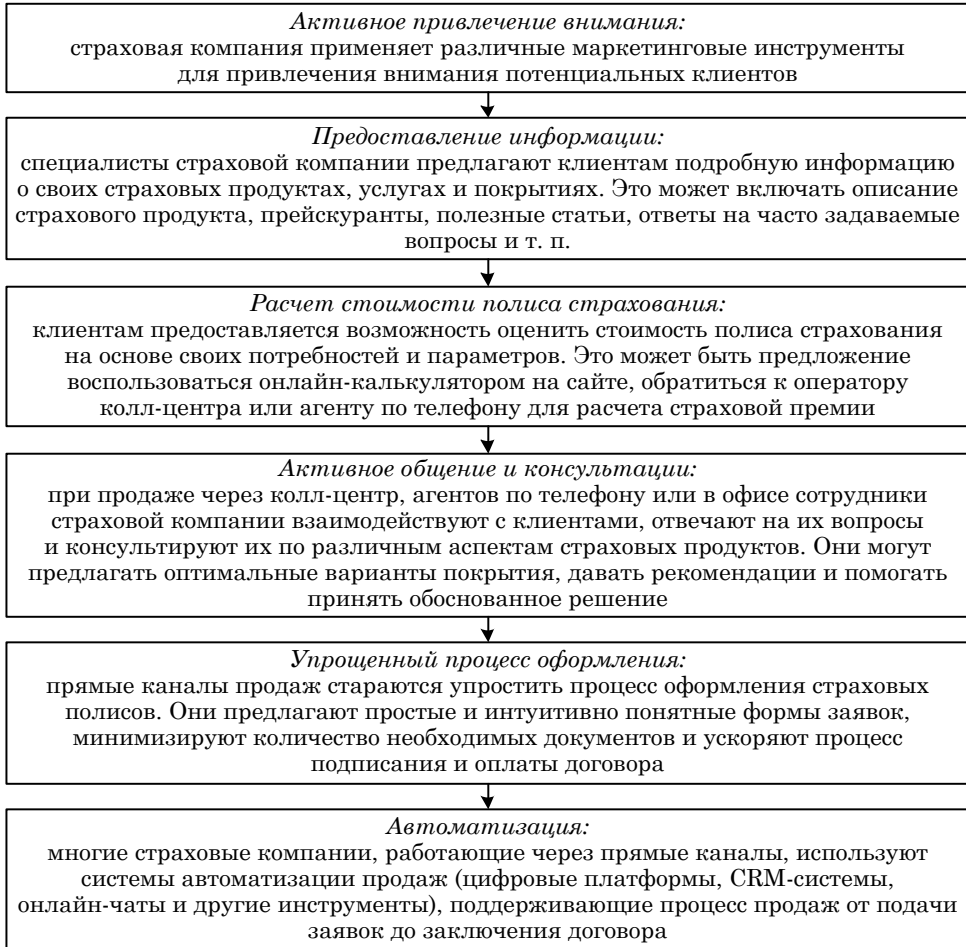 Активное привлечение внимания:
страховая компания применяет различные маркетинговые инструменты
для привлечения внимания потенциальных клиентов
Предоставление информации:
специалисты страховой компании предлагают клиентам подробную информацию
о своих страховых продуктах, услугах и покрытиях. Это может включать описание
страхового продукта, прейскуранты, полезные статьи, ответы на часто задаваемые
вопросы и т. п.
Расчет стоимости полиса страхования:
клиентам предоставляется возможность оценить стоимость полиса страхования
на основе своих потребностей и параметров. Это может быть предложение
воспользоваться онлайн-калькулятором на сайте, обратиться к оператору
колл-центра или агенту по телефону для расчета страховой премии
Активное общение и консультации:
при продаже через колл-центр, агентов по телефону или в офисе сотрудники
страховой компании взаимодействуют с клиентами, отвечают на их вопросы
и консультируют их по различным аспектам страховых продуктов. Они могут
предлагать оптимальные варианты покрытия, давать рекомендации и помогать
принять обоснованное решение
Упрощенный процесс оформления:
прямые каналы продаж стараются упростить процесс оформления страховых
полисов. Они предлагают простые и интуитивно понятные формы заявок,
минимизируют количество необходимых документов и ускоряют процесс
подписания и оплаты договора
Автоматизация:
многие страховые компании, работающие через прямые каналы, используют
системы автоматизации продаж (цифровые платформы, CRM-системы,
онлайн-чаты и другие инструменты), поддерживающие процесс продаж от подачи
заявок до заключения договора